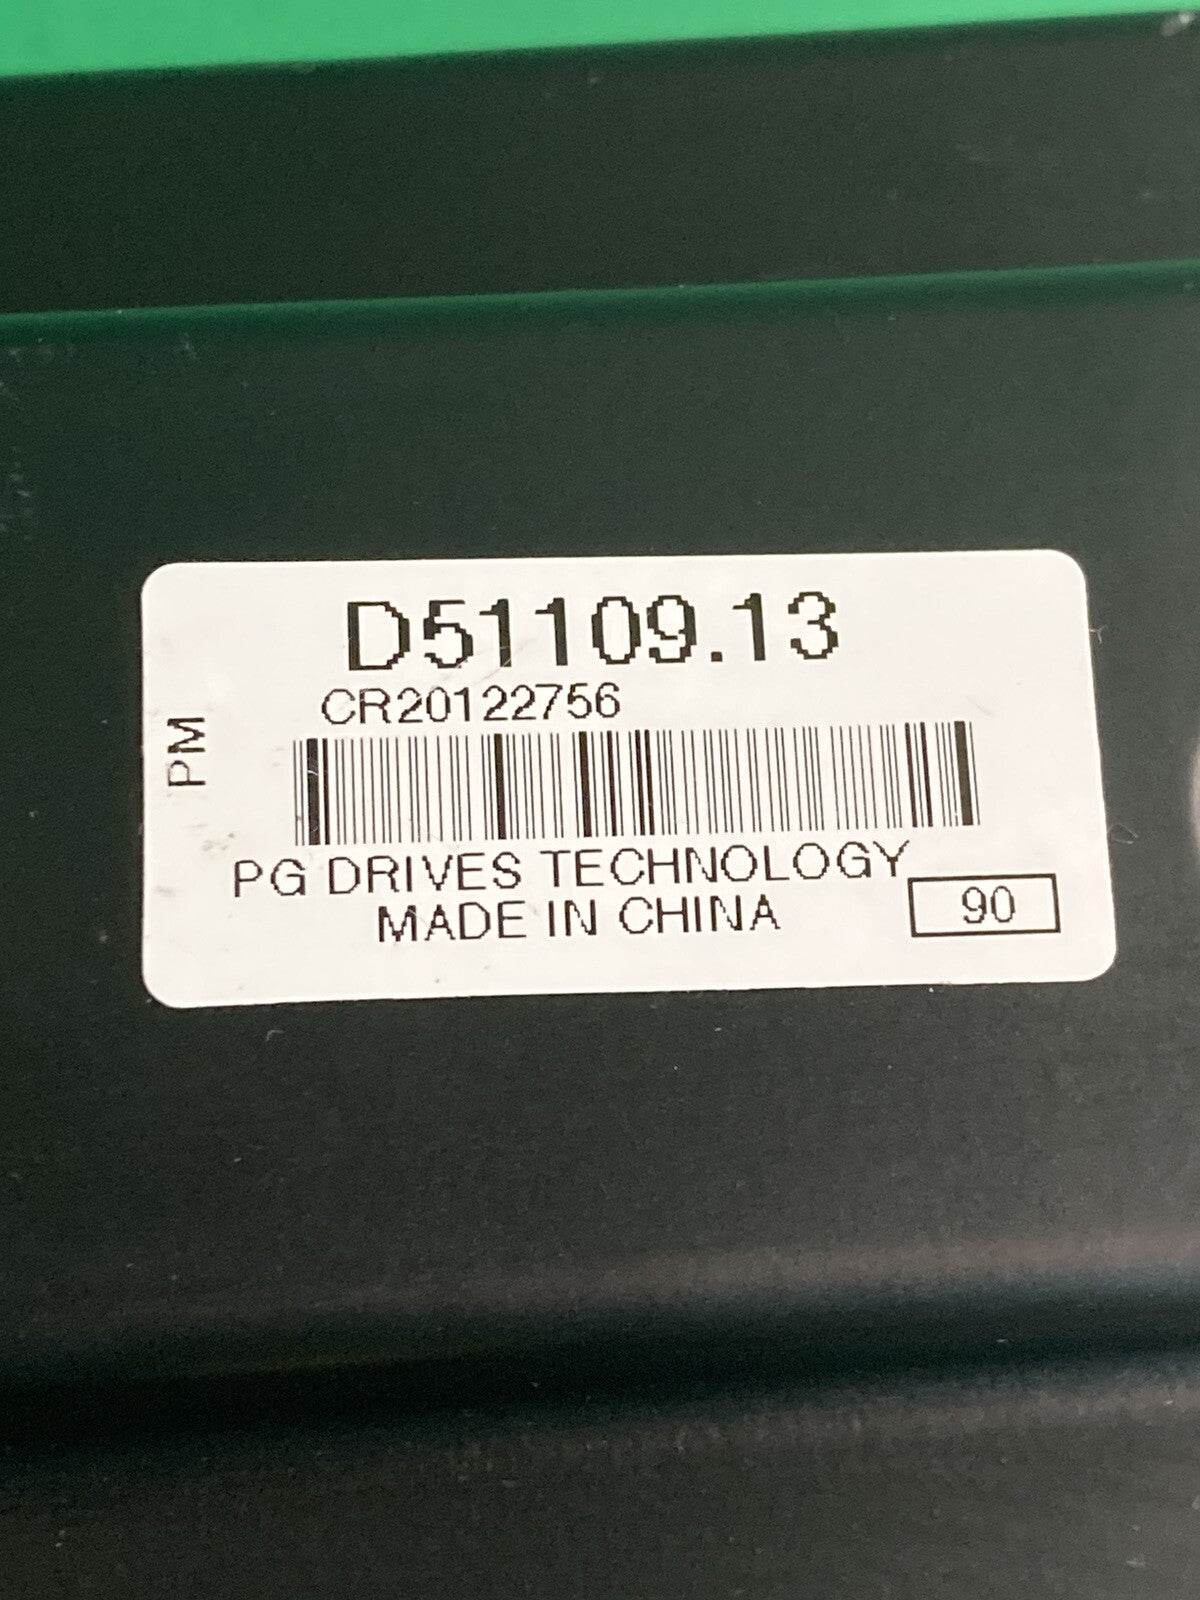 D51109.13
CR20122756
PM
PG DRIVES TECHNOLOGY
MADE IN CHINA
90